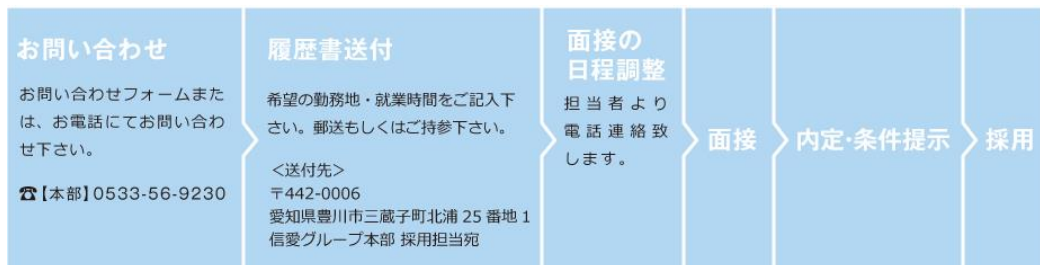 お問い合わせ
お問い合わせフォームまた
は、お電話にてお問い合わ
せ下さい。
☎【本部】0533-56-9230
履歴書送付
希望の勤務地・就業時間をご記入下
さい。郵送もしくはご持参下さい。
＜送付先＞
〒442-0006
愛知県豊川市三蔵子町北浦 25 番地 1
信愛グループ本部 採用担当宛
面接の
日程調整
担当者より
電話連絡致
します。
面接
内定・条件提示
採用